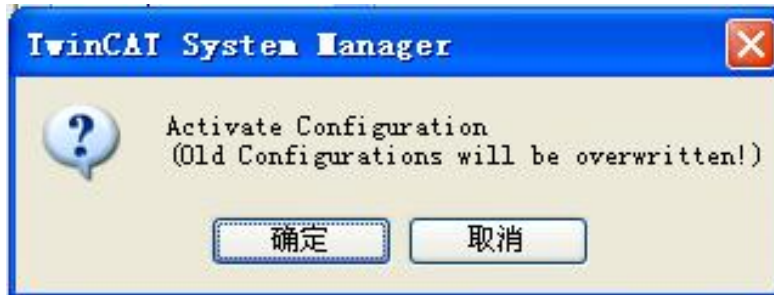 TwinCAT System Manager
Activate Configuration
(Old Configurations will be overwritten!)
确定
取消